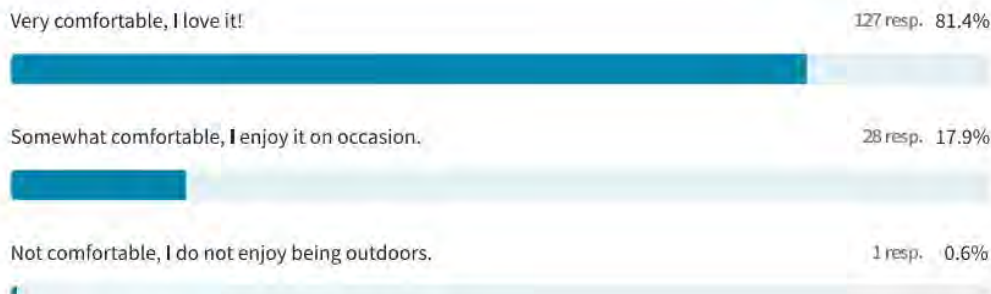 Very comfortable, I love it! 127 resp. 81.4%
Somewhat comfortable, I enjoy it on occasion. 28 resp. 17.9%
Not comfortable, I do not enjoy being outdoors. 1 resp. 0.6%